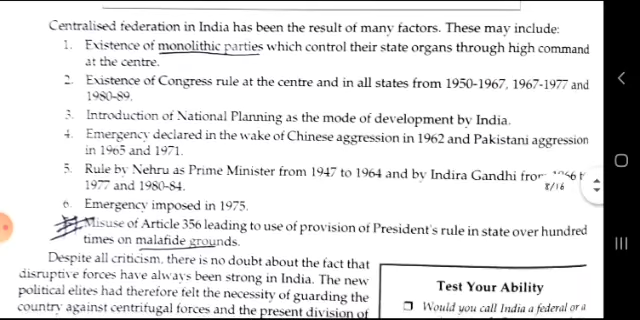 Centralised federation in India has been the result of many factors. These may include:
1. Existence of monolithic parties which control their state organs through high command
at the centre.
2. Existence of Congress rule at the centre and in all states from 1950-1967, 1967-1977 and
1980-89.
3. Introduction of National Planning as the mode of development by India.
4. Emergency declared in the wake of Chinese aggression in 1962 and Pakistani aggression
in 1965 and 1971.
5. Rule by Nehru as Prime Minister from 1947 to 1964 and by Indira Gandhi
1977 and 1980-84.
8/16
6. Emergency imposed in 1975.
Misuse of Article 356 leading to use of provision of President's rule in state over hundred
times on malafide grounds.
Despite all criticism, there is no doubt about the fact that
disruptive forces have always been strong in India. The new
political elites had therefore felt the necessity of guarding the
country against centrifugal forces and the present division of
Test Your Ability
Would you call India a federal or a